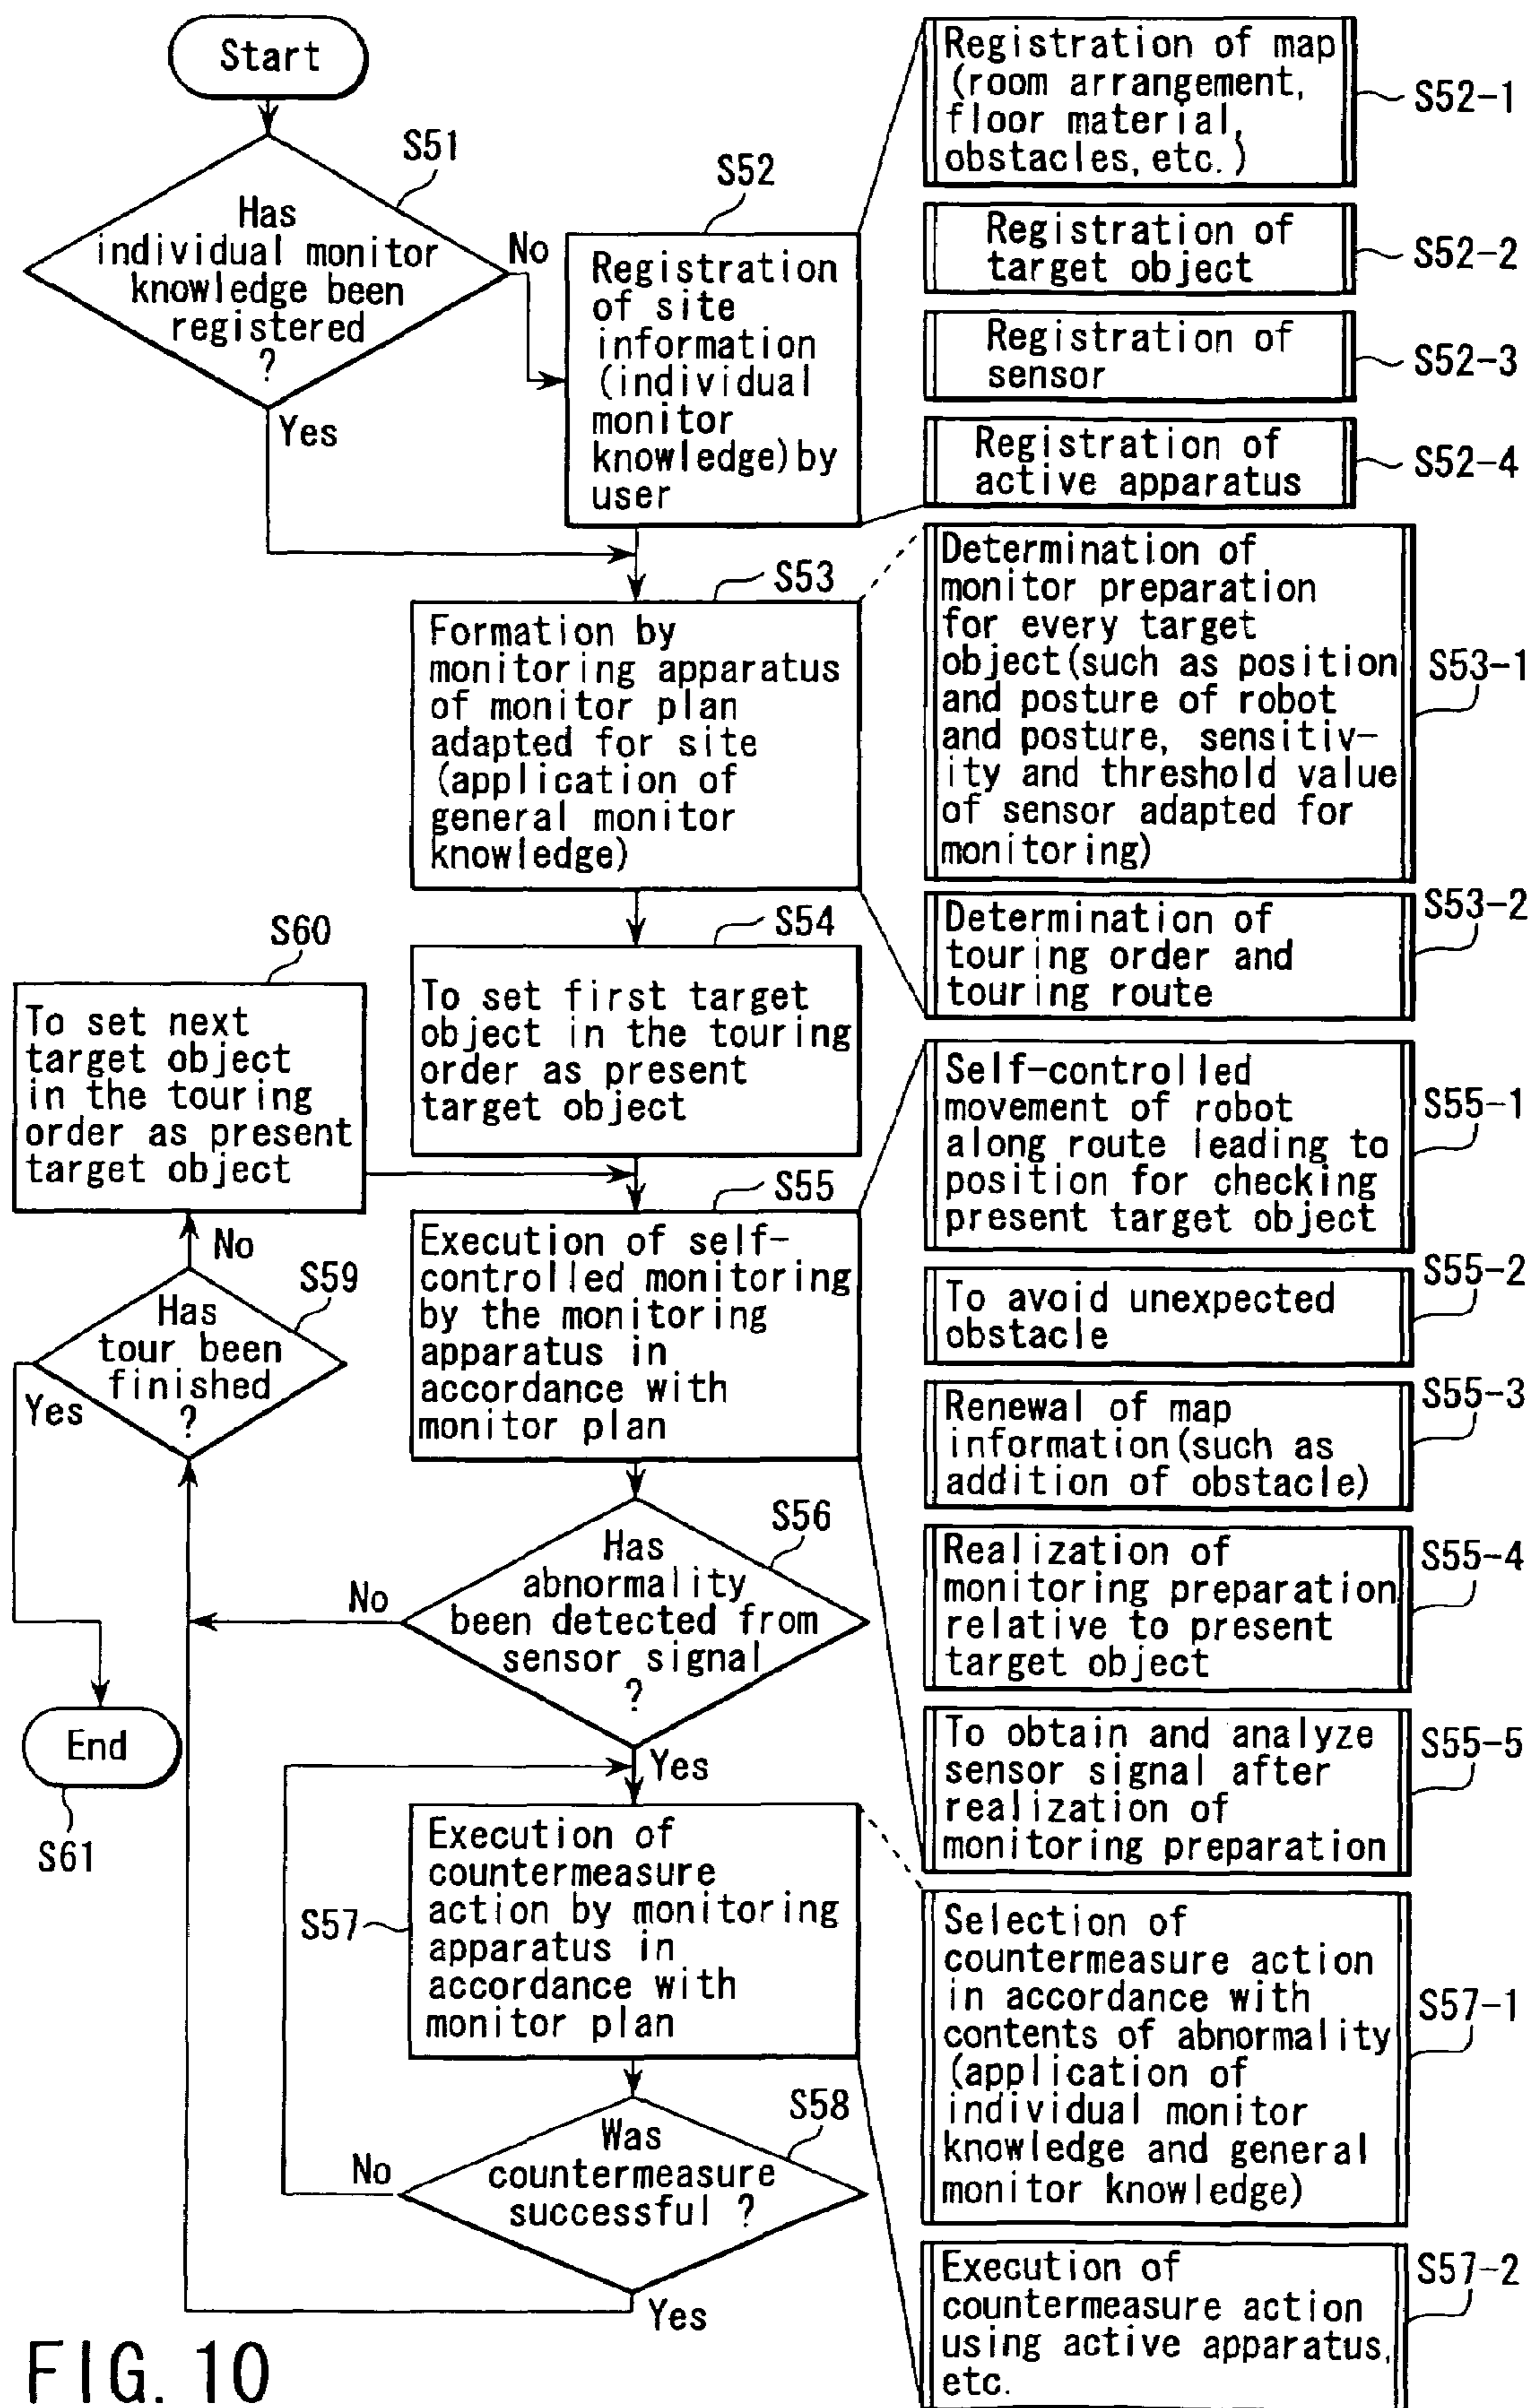 Start
S51
Has
individual monitor
knowledge been
registered
?
No
Yes
S52
Registration
of site
information
(individual
monitor
knowledge) by
user
Registration of map
(room arrangement,
floor material,
obstacles, etc.)
S52-1
Registration of
target object
S52-2
Registration of
sensor
S52-3
Registration of
active apparatus
S52-4
S53
Formation by
monitoring apparatus
of monitor plan
adapted for site
(application of
general monitor
knowledge)
Determination of
monitor preparation
for every target
object (such as position
and posture of robot
and posture, sensitiv-
ity and threshold value
of sensor adapted for
monitoring)
S53-1
Determination of
touring order and
touring route
S53-2
S54
To set first target
object in the touring
order as present
target object
S60
To set next
target object
in the touring
order as present
target object
S55
Execution of self-
controlled monitoring
by the monitoring
apparatus in
accordance with
monitor plan
Self-controlled
movement of robot
along route leading to
position for checking
present target object
S55-1
To avoid unexpected
obstacle
S55-2
Renewal of map
information (such as
addition of obstacle)
S55-3
Realization of
monitoring preparation
relative to present
target object
S55-4
To obtain and analyze
sensor signal after
realization of
monitoring preparation
S55-5
No
S59
Has
tour been
finished
?
Yes
S56
Has
abnormality
been detected from
sensor signal
?
No
Yes
End
S61
S57
Execution of
countermeasure
action by monitoring
apparatus in
accordance with
monitor plan
Selection of
countermeasure action
in accordance with
contents of abnormality
(application of
individual monitor
knowledge and general
monitor knowledge)
S57-1
S58
Was
countermeasure
successful ?
No
Yes
Execution of
countermeasure action
using active apparatus,
etc.
S57-2
FIG. 10